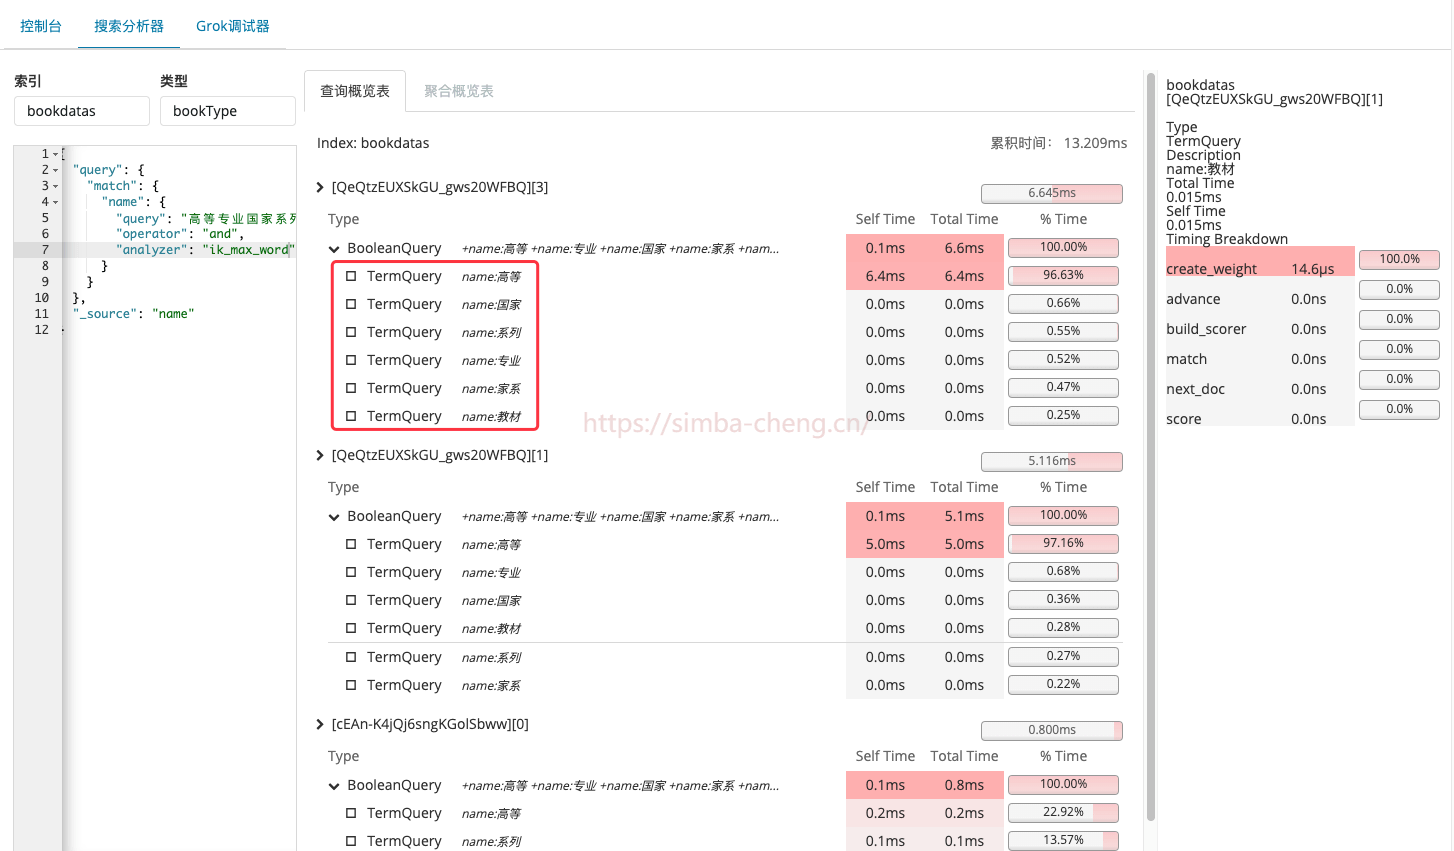 控制台 搜索分析器 Grok调试器
索引 类型
bookdatas bookType
1
2 "query": {
3 "match": {
4 "name": {
5 "query": "高等专业国家系列
6 "operator": "and",
7 "analyzer": "ik_max_word"
8 }
9 }
10 },
11 "_source": "name"
12
查询概览表 聚合概览表
Index: bookdatas 累积时间: 13.209ms
[QeQtzEUXSkGU_gws20WFBQ][3] 6.645ms
Type Self Time Total Time % Time
BooleanQuery +name:高等 +name:专业 +name:国家 +name:家系 +nam... 0.1ms 6.6ms 100.00%
TermQuery name:高等 6.4ms 6.4ms 96.63%
TermQuery name:国家 0.0ms 0.0ms 0.66%
TermQuery name:系列 0.0ms 0.0ms 0.55%
TermQuery name:专业 0.0ms 0.0ms 0.52%
TermQuery name:家系 0.0ms 0.0ms 0.47%
TermQuery name:教材 0.0ms 0.0ms 0.25%
https://simba-cheng.cn/
[QeQtzEUXSkGU_gws20WFBQ][1] 5.116ms
Type Self Time Total Time % Time
BooleanQuery +name:高等 +name:专业 +name:国家 +name:家系 +nam... 0.1ms 5.1ms 100.00%
TermQuery name:高等 5.0ms 5.0ms 97.16%
TermQuery name:专业 0.0ms 0.0ms 0.68%
TermQuery name:国家 0.0ms 0.0ms 0.36%
TermQuery name:教材 0.0ms 0.0ms 0.28%
TermQuery name:系列 0.0ms 0.0ms 0.27%
TermQuery name:家系 0.0ms 0.0ms 0.22%
[cEAn-K4jQj6sngKGolSbww][0] 0.800ms
Type Self Time Total Time % Time
BooleanQuery +name:高等 +name:专业 +name:国家 +name:家系 +nam... 0.1ms 0.8ms 100.00%
TermQuery name:高等 0.2ms 0.2ms 22.92%
TermQuery name:系列 0.1ms 0.1ms 13.57%
bookdatas
[QeQtzEUXSkGU_gws20WFBQ][1]
Type
TermQuery
Description
name:教材
Total Time
0.015ms
Self Time
0.015ms
Timing Breakdown
create_weight 14.6μs 100.0%
advance 0.0ns 0.0%
build_scorer 0.0ns 0.0%
match 0.0ns 0.0%
next_doc 0.0ns 0.0%
score 0.0ns 0.0%